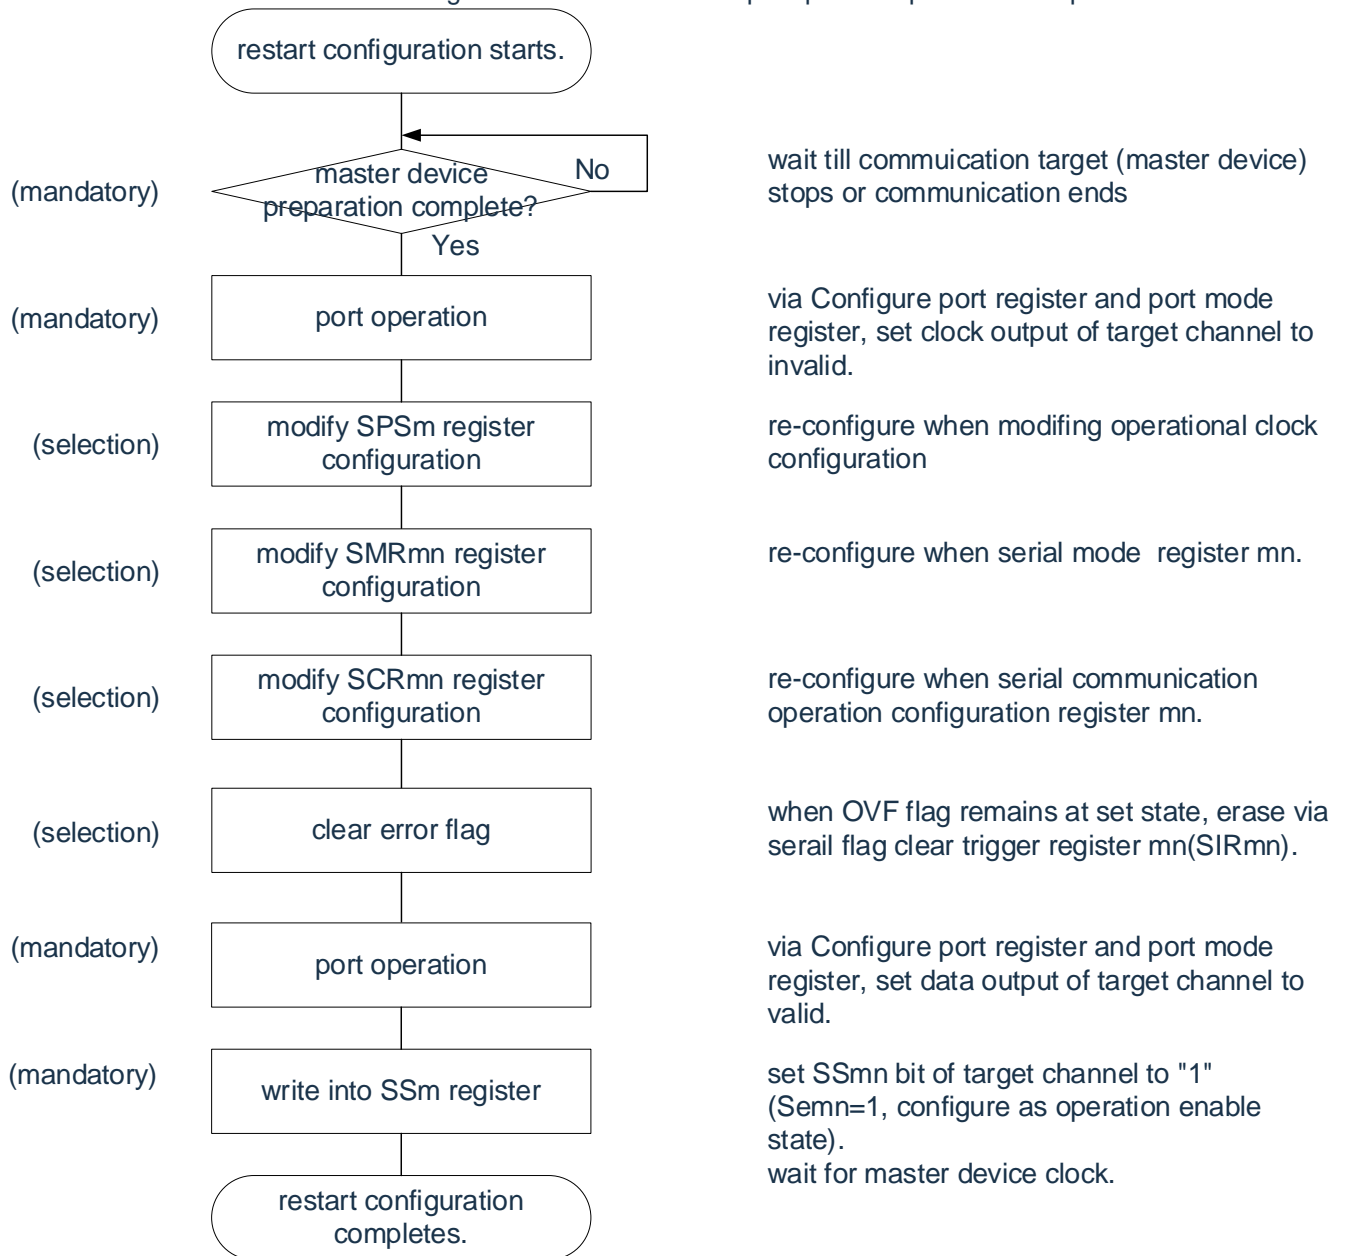 restart configuration starts.
(mandatory)
master device
preparation complete?
No
Yes
wait till commuication target (master device)
stops or communication ends
(mandatory)
port operation
via Configure port register and port mode
register, set clock output of target channel to
invalid.
(selection)
modify SPSm register
configuration
re-configure when modifing operational clock
configuration
(selection)
modify SMRmn register
configuration
re-configure when serial mode  register mn.
(selection)
modify SCRmn register
configuration
re-configure when serial communication
operation configuration register mn.
(selection)
clear error flag
when OVF flag remains at set state, erase via
serail flag clear trigger register mn(SIRmn).
(mandatory)
port operation
via Configure port register and port mode
register, set data output of target channel to
valid.
(mandatory)
write into SSm register
set SSmn bit of target channel to "1"
(Semn=1, configure as operation enable
state).
wait for master device clock.
restart configuration
completes.